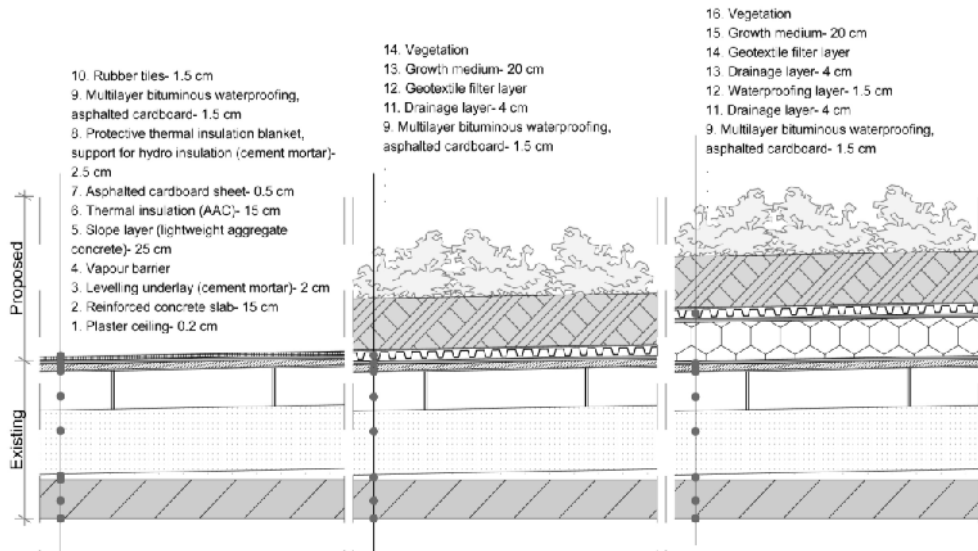 10. Rubber tiles- 1.5 cm
9. Multilayer bituminous waterproofing,
asphalted cardboard- 1.5 cm
8. Protective thermal insulation blanket,
support for hydro insulation (cement mortar)-
2.5 cm
7. Asphalted cardboard sheet- 0.5 cm
6. Thermal insulation (AAC)- 15 cm
5. Slope layer (lightweight aggregate
concrete)- 25 cm
4. Vapour barrier
3. Levelling underlay (cement mortar)- 2 cm
2. Reinforced concrete slab- 15 cm
1. Plaster ceiling- 0.2 cm
14. Vegetation
13. Growth medium- 20 cm
12. Geotextile filter layer
11. Drainage layer- 4 cm
9. Multilayer bituminous waterproofing,
asphalted cardboard- 1.5 cm
16. Vegetation
15. Growth medium- 20 cm
14. Geotextile filter layer
13. Drainage layer- 4 cm
12. Waterproofing layer- 1.5 cm
11. Drainage layer- 4 cm
9. Multilayer bituminous waterproofing,
asphalted cardboard- 1.5 cm
Proposed
Existing